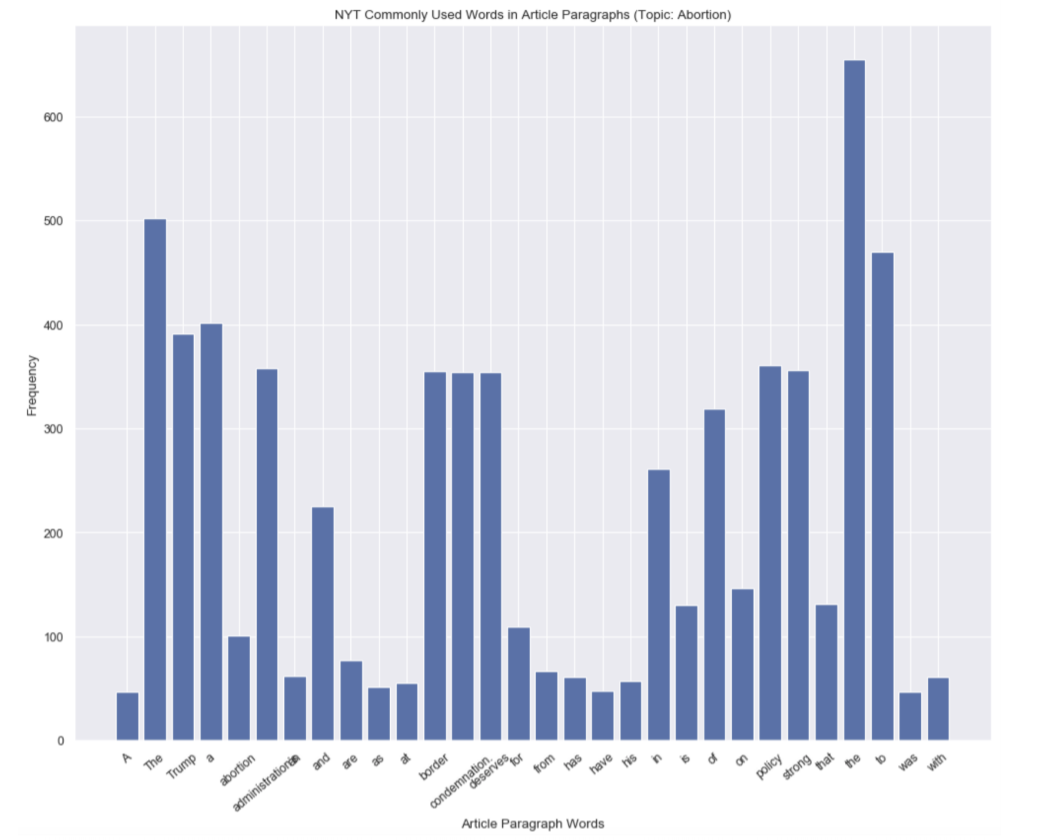 NYT Commonly Used Words in Article Paragraphs (Topic: Abortion)
Frequency
600
500
400
300
200
100
0
A The Trump a abortion and are as at border condemnation. deserves for from has have his in is of on policy strong that the to was with
Article Paragraph Words